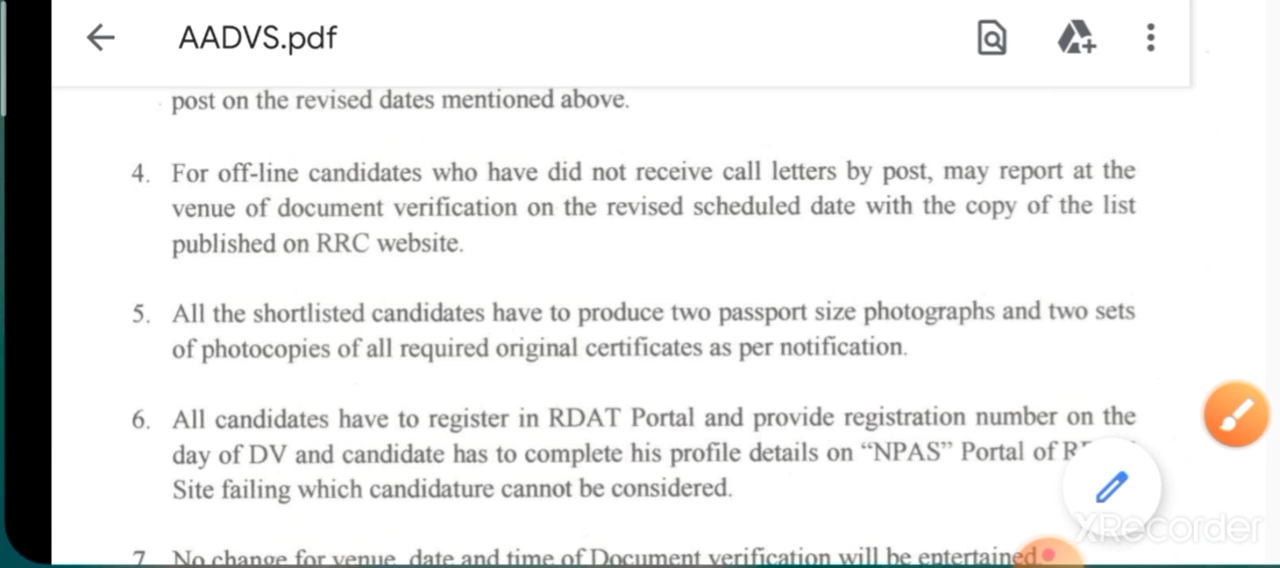 AADVS.pdf
post on the revised dates mentioned above.
4. For off-line candidates who have did not receive call letters by post, may report at the
venue of document verification on the revised scheduled date with the copy of the list
published on RRC website.
5. All the shortlisted candidates have to produce two passport size photographs and two sets
of photocopies of all required original certificates as per notification.
6. All candidates have to register in RDAT Portal and provide registration number on the
day of DV and candidate has to complete his profile details on “NPAS” Portal of
Site failing which candidature cannot be considered.
XRecorder
7. No change for venue, date and time of Document verification will be entertained.